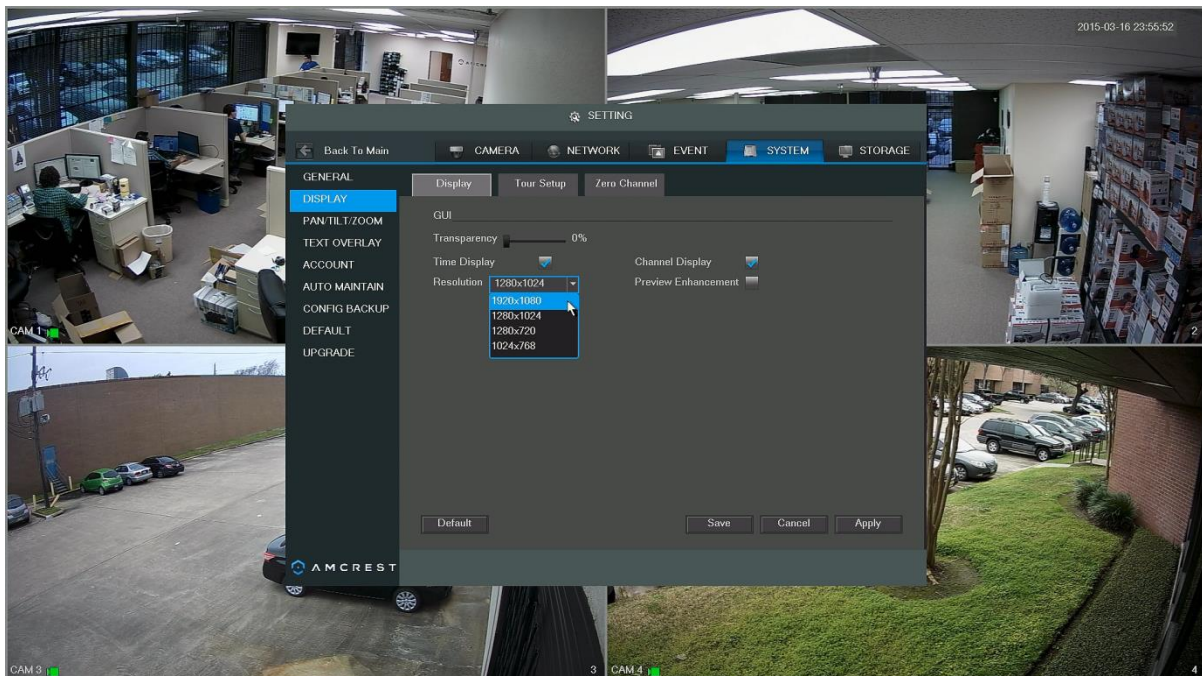 2015-03-16 23:55:52
SETTING
Back To Main
CAMERA
NETWORK
EVENT
SYSTEM
STORAGE
GENERAL
DISPLAY
PAN/TILT/ZOOM
TEXT OVERLAY
ACCOUNT
AUTO MAINTAIN
CONFIG BACKUP
DEFAULT
UPGRADE
Display
Tour Setup
Zero Channel
GUI
Transparency 0%
Time Display
Channel Display
Resolution 1280x1024
Preview Enhancement
1920x1080
1280x1024
1280x720
1024x768
Default
Save
Cancel
Apply
AMCREST
CAM 1
2
CAM 3
3
CAM 4
4